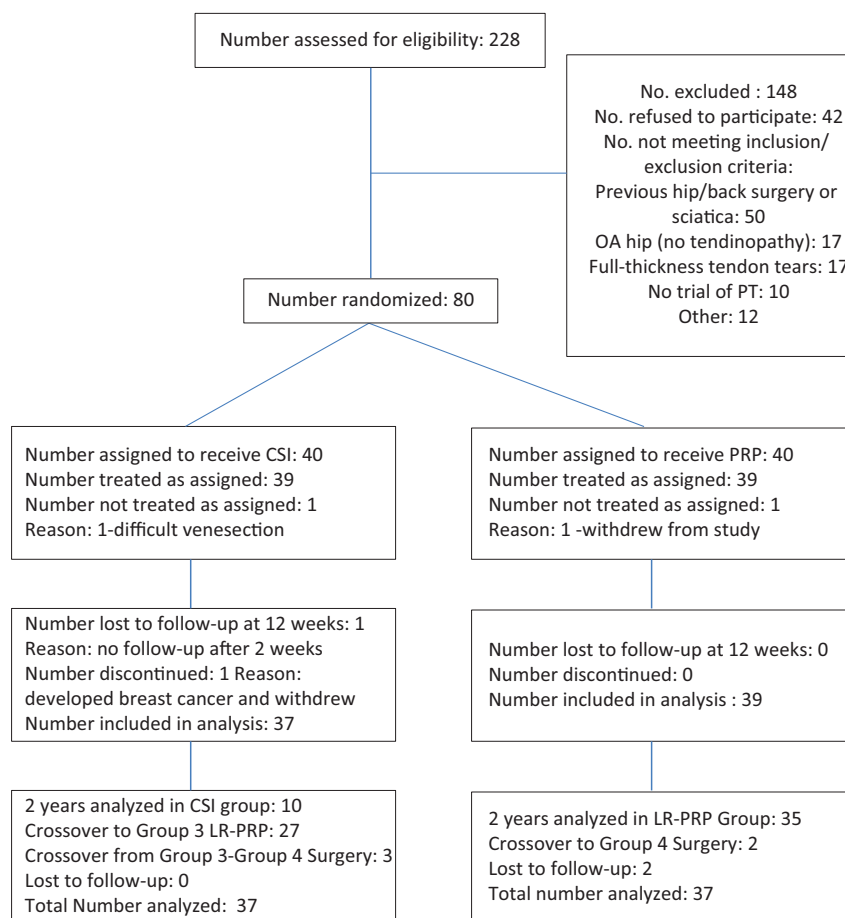 Number assessed for eligibility: 228
No. excluded : 148
No. refused to participate: 42
No. not meeting inclusion/
exclusion criteria:
Previous hip/back surgery or
sciatica: 50
OA hip (no tendinopathy): 17
Full-thickness tendon tears: 17
No trial of PT: 10
Other: 12
Number randomized: 80
Number assigned to receive CSI: 40
Number treated as assigned: 39
Number not treated as assigned: 1
Reason: 1-difficult venesection
Number assigned to receive PRP: 40
Number treated as assigned: 39
Number not treated as assigned: 1
Reason: 1 -withdrew from study
Number lost to follow-up at 12 weeks: 1
Reason: no follow-up after 2 weeks
Number discontinued: 1 Reason:
developed breast cancer and withdrew
Number included in analysis: 37
Number lost to follow-up at 12 weeks: 0
Number discontinued: 0
Number included in analysis : 39
2 years analyzed in CSI group: 10
Crossover to Group 3 LR-PRP: 27
Crossover from Group 3-Group 4 Surgery: 3
Lost to follow-up: 0
Total Number analyzed: 37
2 years analyzed in LR-PRP Group: 35
Crossover to Group 4 Surgery: 2
Lost to follow-up: 2
Total number analyzed: 37